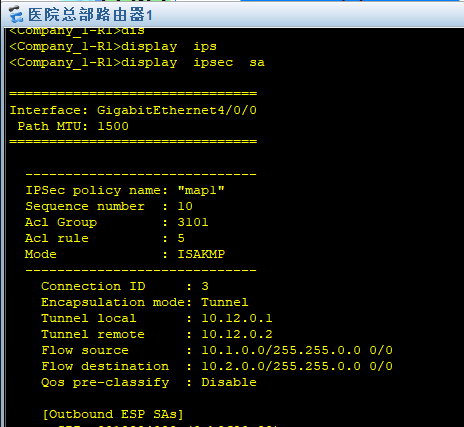 医院总部路由器1
<Company_1-R1>dis
<Company_1-R1>display  ips
<Company_1-R1>display  ipsec  sa
===============================
Interface: GigabitEthernet4/0/0
 Path MTU: 1500
===============================
  -----------------------------
  IPSec policy name: "map1"
  Sequence number  : 10
  Acl Group        : 3101
  Acl rule         : 5
  Mode             : ISAKMP
  -----------------------------
    Connection ID     : 3
    Encapsulation mode: Tunnel
    Tunnel local      : 10.12.0.1
    Tunnel remote     : 10.12.0.2
    Flow source       : 10.1.0.0/255.255.0.0 0/0
    Flow destination  : 10.2.0.0/255.255.0.0 0/0
    Qos pre-classify  : Disable
    [Outbound ESP SAs]